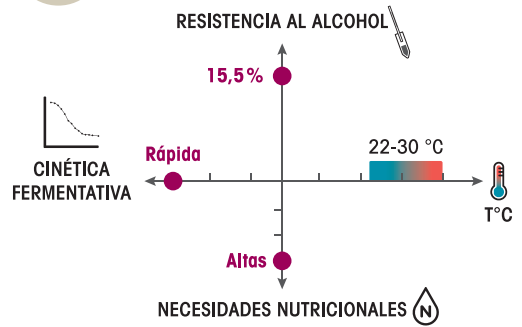 RESISTENCIA AL ALCOHOL
15,5%
Rápida
22-30 °C
CINÉTICA
FERMENTATIVA
T°C
Altas
NECESIDADES NUTRICIONALES N